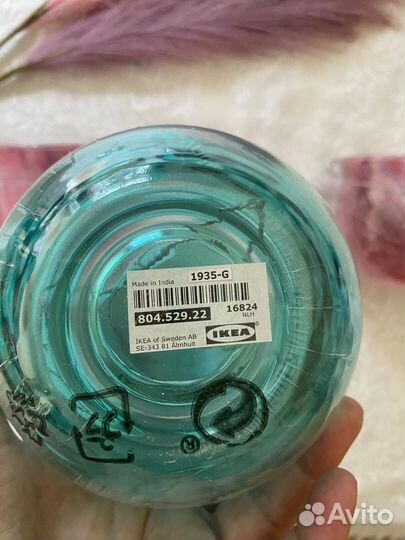 Made in India 1935-G
804.529.22 16824
NLH
IKEA of Sweden AB
SE-343 81 Älmhult
IKEA
®
Avito